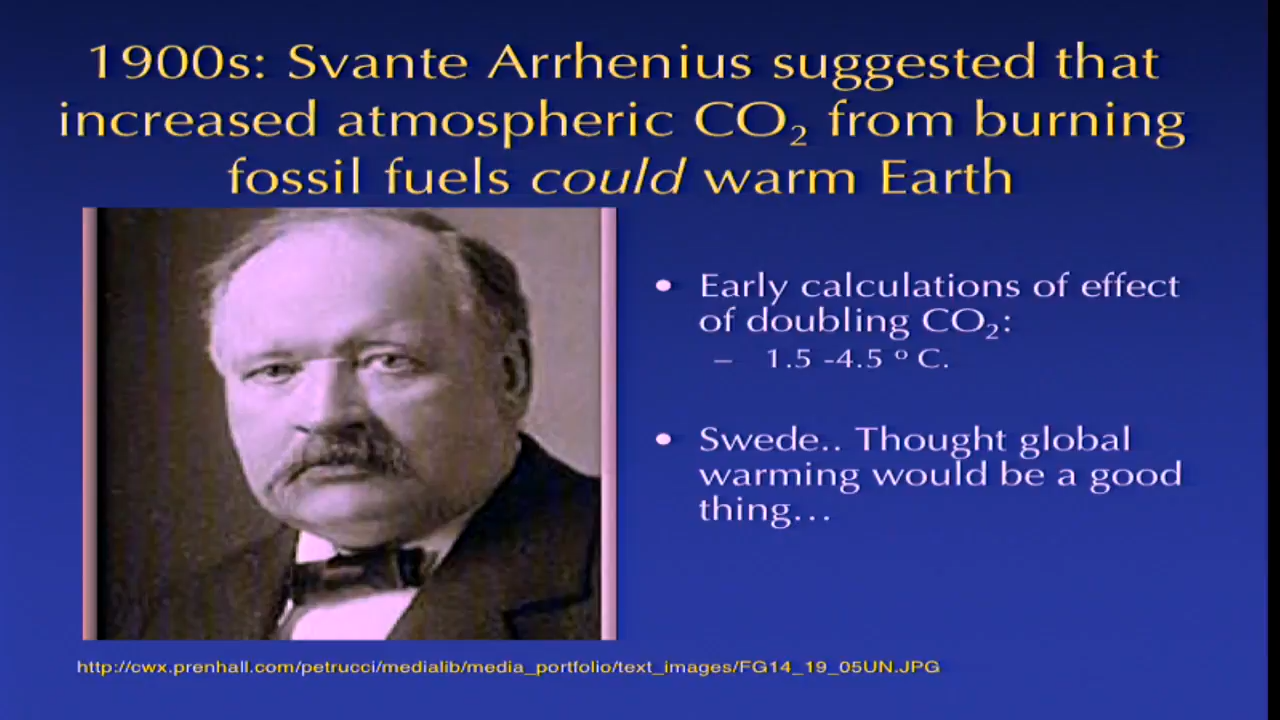 1900s: Svante Arrhenius suggested that
increased atmospheric CO₂ from burning
fossil fuels could warm Earth
• Early calculations of effect
of doubling CO₂:
– 1.5 -4.5 º C.
• Swede.. Thought global
warming would be a good
thing…
http://cwx.prenhall.com/petrucci/medialib/media_portfolio/text_images/FG14_19_05UN.JPG